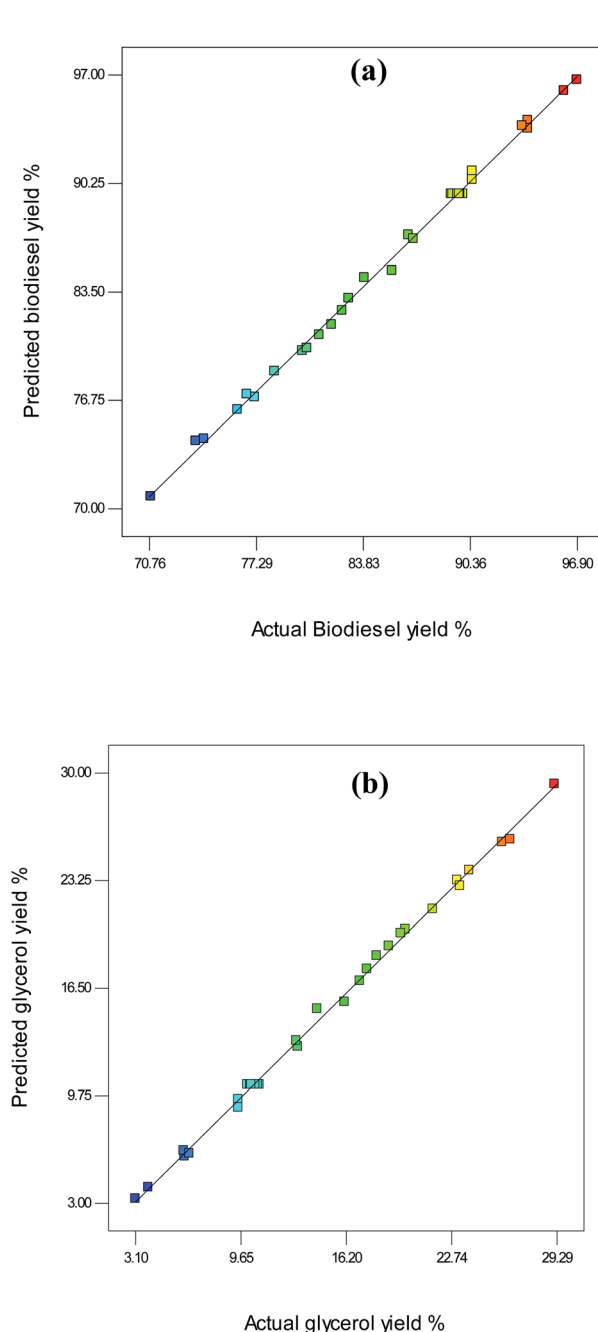 (a)
97.00
90.25
83.50
76.75
70.00
Predicted biodiesel yield %
70.76 77.29 83.83 90.36 96.90
Actual Biodiesel yield %
(b)
30.00
23.25
16.50
9.75
3.00
Predicted glycerol yield %
3.10 9.65 16.20 22.74 29.29
Actual glycerol yield %